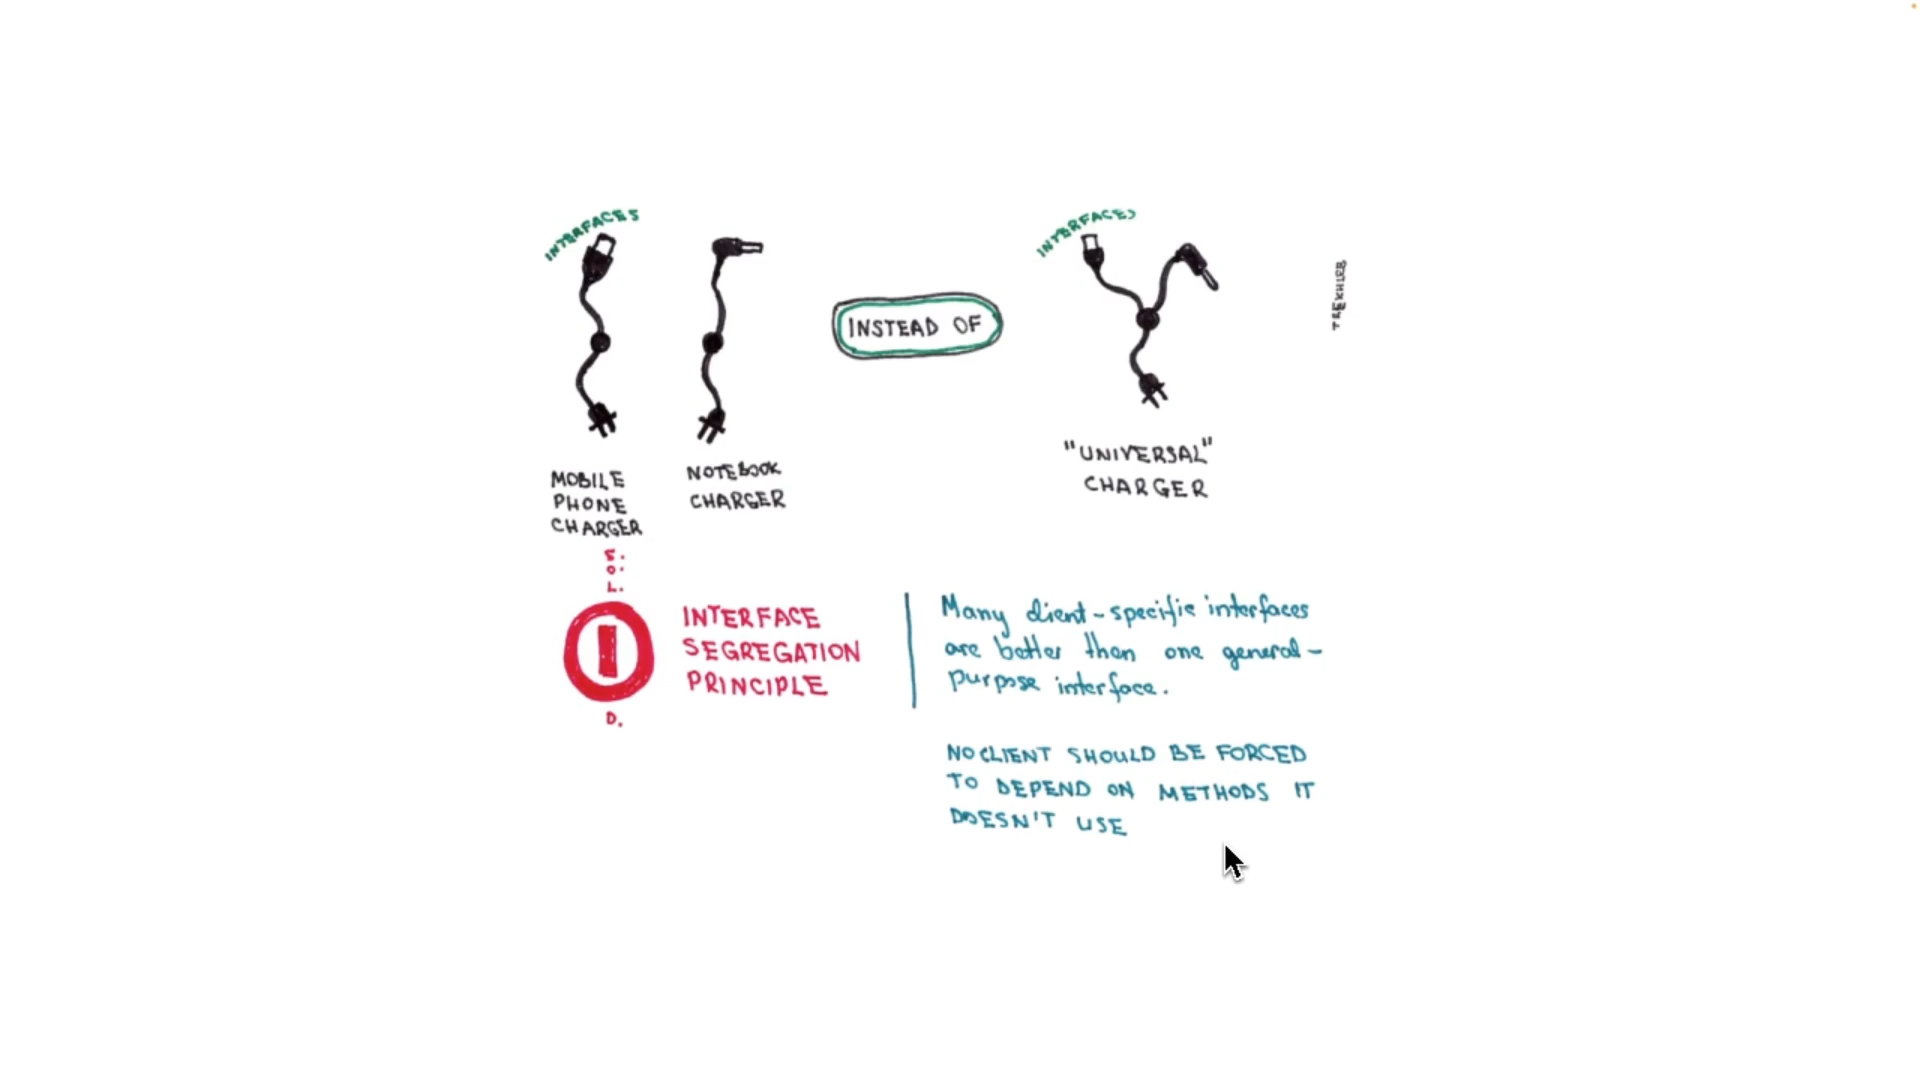 INTERFACES
INTERFACES
INSTEAD OF
TREKHLEB
MOBILE
PHONE
CHARGER
NOTEBOOK
CHARGER
"UNIVERSAL"
CHARGER
S.
O.
L.
I
D.
INTERFACE
SEGREGATION
PRINCIPLE
Many client-specific interfaces
are better than one general-
purpose interface.
NO CLIENT SHOULD BE FORCED
TO DEPEND ON METHODS IT
DOESN'T USE